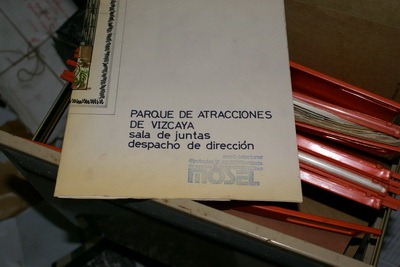 PARQUE DE ATRACCIONES
DE VIZCAYA
sala de juntas
despacho de dirección
MOSEL